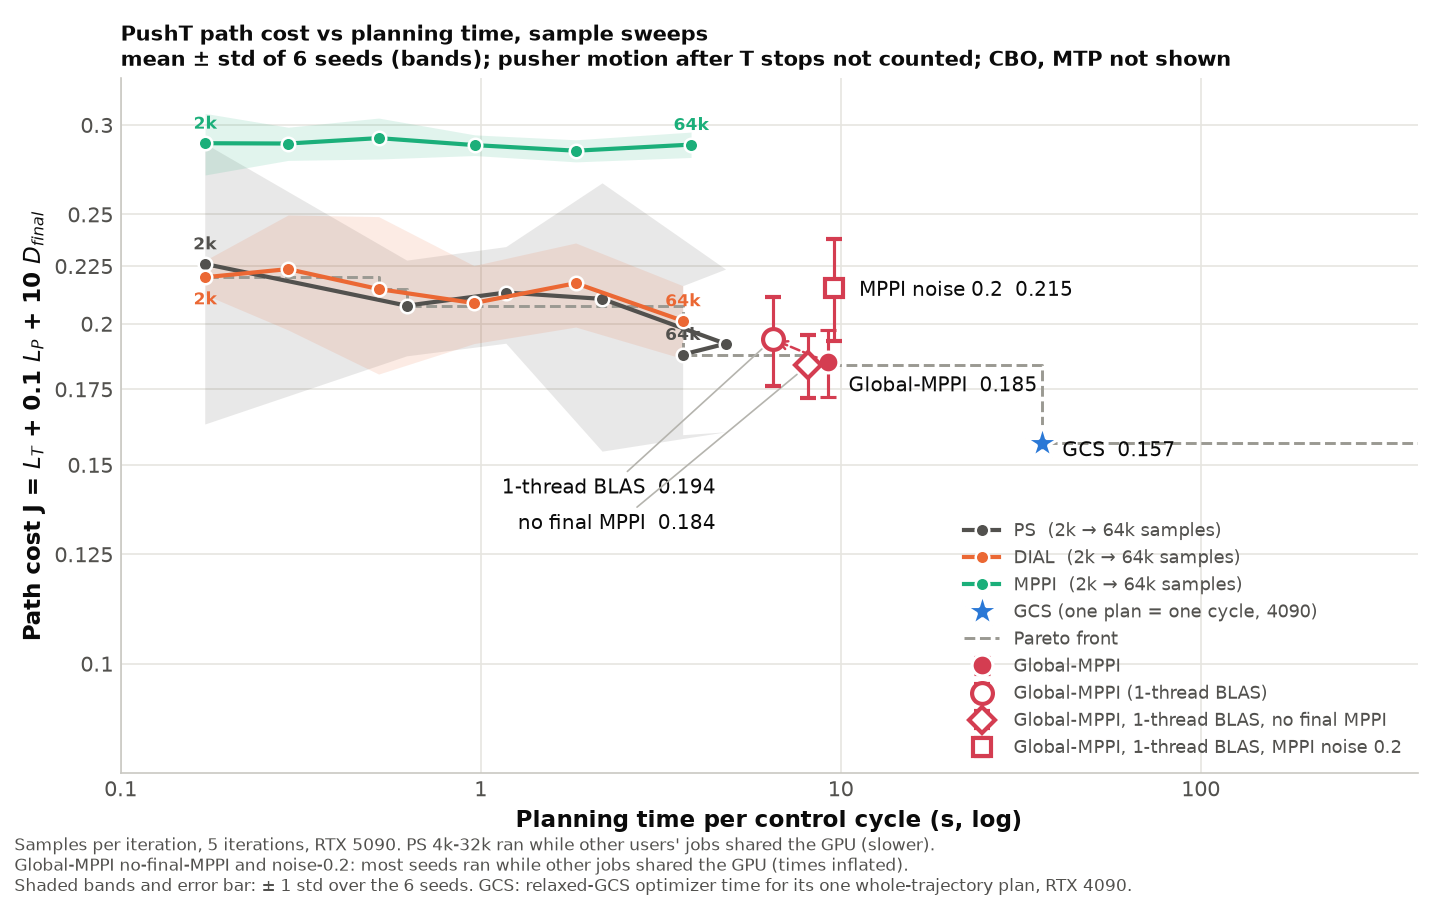 PushT path cost vs planning time, sample sweeps
mean ± std of 6 seeds (bands); pusher motion after T stops not counted; CBO, MTP not shown
Path cost J = L_T + 0.1 L_P + 10 D_final
0.3
0.25
0.225
0.2
0.175
0.15
0.125
0.1
2k
64k
2k
2k
64k
64k
MPPI noise 0.2  0.215
Global-MPPI  0.185
GCS  0.157
1-thread BLAS  0.194
no final MPPI  0.184
PS  (2k → 64k samples)
DIAL  (2k → 64k samples)
MPPI  (2k → 64k samples)
GCS (one plan = one cycle, 4090)
Pareto front
Global-MPPI
Global-MPPI (1-thread BLAS)
Global-MPPI, 1-thread BLAS, no final MPPI
Global-MPPI, 1-thread BLAS, MPPI noise 0.2
0.1
1
10
100
Planning time per control cycle (s, log)
Samples per iteration, 5 iterations, RTX 5090. PS 4k-32k ran while other users' jobs shared the GPU (slower).
Global-MPPI no-final-MPPI and noise-0.2: most seeds ran while other jobs shared the GPU (times inflated).
Shaded bands and error bar: ± 1 std over the 6 seeds. GCS: relaxed-GCS optimizer time for its one whole-trajectory plan, RTX 4090.